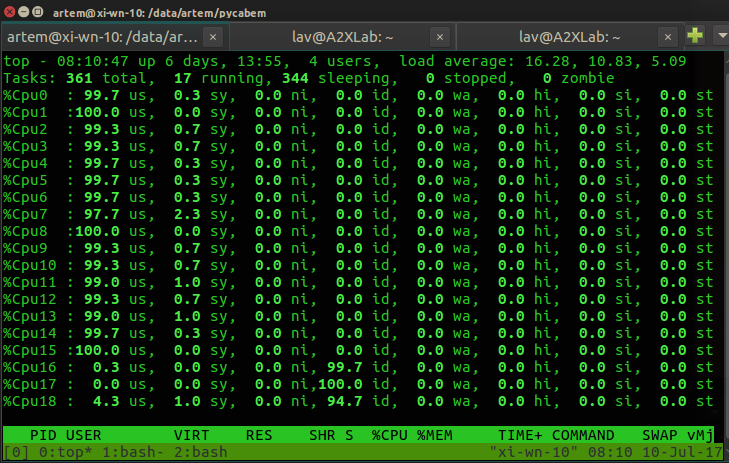 artem@xi-wn-10: /data/artem/pycabem
artem@xi-wn-10: /data/ar... × lav@A2XLab: ~ × lav@A2XLab: ~ ×
top - 08:10:47 up 6 days, 13:55,  4 users,  load average: 16.28, 10.83, 5.09
Tasks: 361 total,  17 running, 344 sleeping,   0 stopped,   0 zombie
%Cpu0  : 99.7 us,  0.3 sy,  0.0 ni,  0.0 id,  0.0 wa,  0.0 hi,  0.0 si,  0.0 st
%Cpu1  :100.0 us,  0.0 sy,  0.0 ni,  0.0 id,  0.0 wa,  0.0 hi,  0.0 si,  0.0 st
%Cpu2  : 99.3 us,  0.7 sy,  0.0 ni,  0.0 id,  0.0 wa,  0.0 hi,  0.0 si,  0.0 st
%Cpu3  : 99.3 us,  0.7 sy,  0.0 ni,  0.0 id,  0.0 wa,  0.0 hi,  0.0 si,  0.0 st
%Cpu4  : 99.7 us,  0.3 sy,  0.0 ni,  0.0 id,  0.0 wa,  0.0 hi,  0.0 si,  0.0 st
%Cpu5  : 99.7 us,  0.3 sy,  0.0 ni,  0.0 id,  0.0 wa,  0.0 hi,  0.0 si,  0.0 st
%Cpu6  : 99.7 us,  0.3 sy,  0.0 ni,  0.0 id,  0.0 wa,  0.0 hi,  0.0 si,  0.0 st
%Cpu7  : 97.7 us,  2.3 sy,  0.0 ni,  0.0 id,  0.0 wa,  0.0 hi,  0.0 si,  0.0 st
%Cpu8  :100.0 us,  0.0 sy,  0.0 ni,  0.0 id,  0.0 wa,  0.0 hi,  0.0 si,  0.0 st
%Cpu9  : 99.3 us,  0.7 sy,  0.0 ni,  0.0 id,  0.0 wa,  0.0 hi,  0.0 si,  0.0 st
%Cpu10 : 99.3 us,  0.7 sy,  0.0 ni,  0.0 id,  0.0 wa,  0.0 hi,  0.0 si,  0.0 st
%Cpu11 : 99.0 us,  1.0 sy,  0.0 ni,  0.0 id,  0.0 wa,  0.0 hi,  0.0 si,  0.0 st
%Cpu12 : 99.3 us,  0.7 sy,  0.0 ni,  0.0 id,  0.0 wa,  0.0 hi,  0.0 si,  0.0 st
%Cpu13 : 99.0 us,  1.0 sy,  0.0 ni,  0.0 id,  0.0 wa,  0.0 hi,  0.0 si,  0.0 st
%Cpu14 : 99.7 us,  0.3 sy,  0.0 ni,  0.0 id,  0.0 wa,  0.0 hi,  0.0 si,  0.0 st
%Cpu15 :100.0 us,  0.0 sy,  0.0 ni,  0.0 id,  0.0 wa,  0.0 hi,  0.0 si,  0.0 st
%Cpu16 :  0.3 us,  0.0 sy,  0.0 ni, 99.7 id,  0.0 wa,  0.0 hi,  0.0 si,  0.0 st
%Cpu17 :  0.0 us,  0.0 sy,  0.0 ni,100.0 id,  0.0 wa,  0.0 hi,  0.0 si,  0.0 st
%Cpu18 :  4.3 us,  1.0 sy,  0.0 ni, 94.7 id,  0.0 wa,  0.0 hi,  0.0 si,  0.0 st
PID USER      VIRT    RES    SHR S  %CPU %MEM     TIME+ COMMAND   SWAP vMj
[0] 0:top* 1:bash- 2:bash "xi-wn-10" 08:10 10-Jul-17